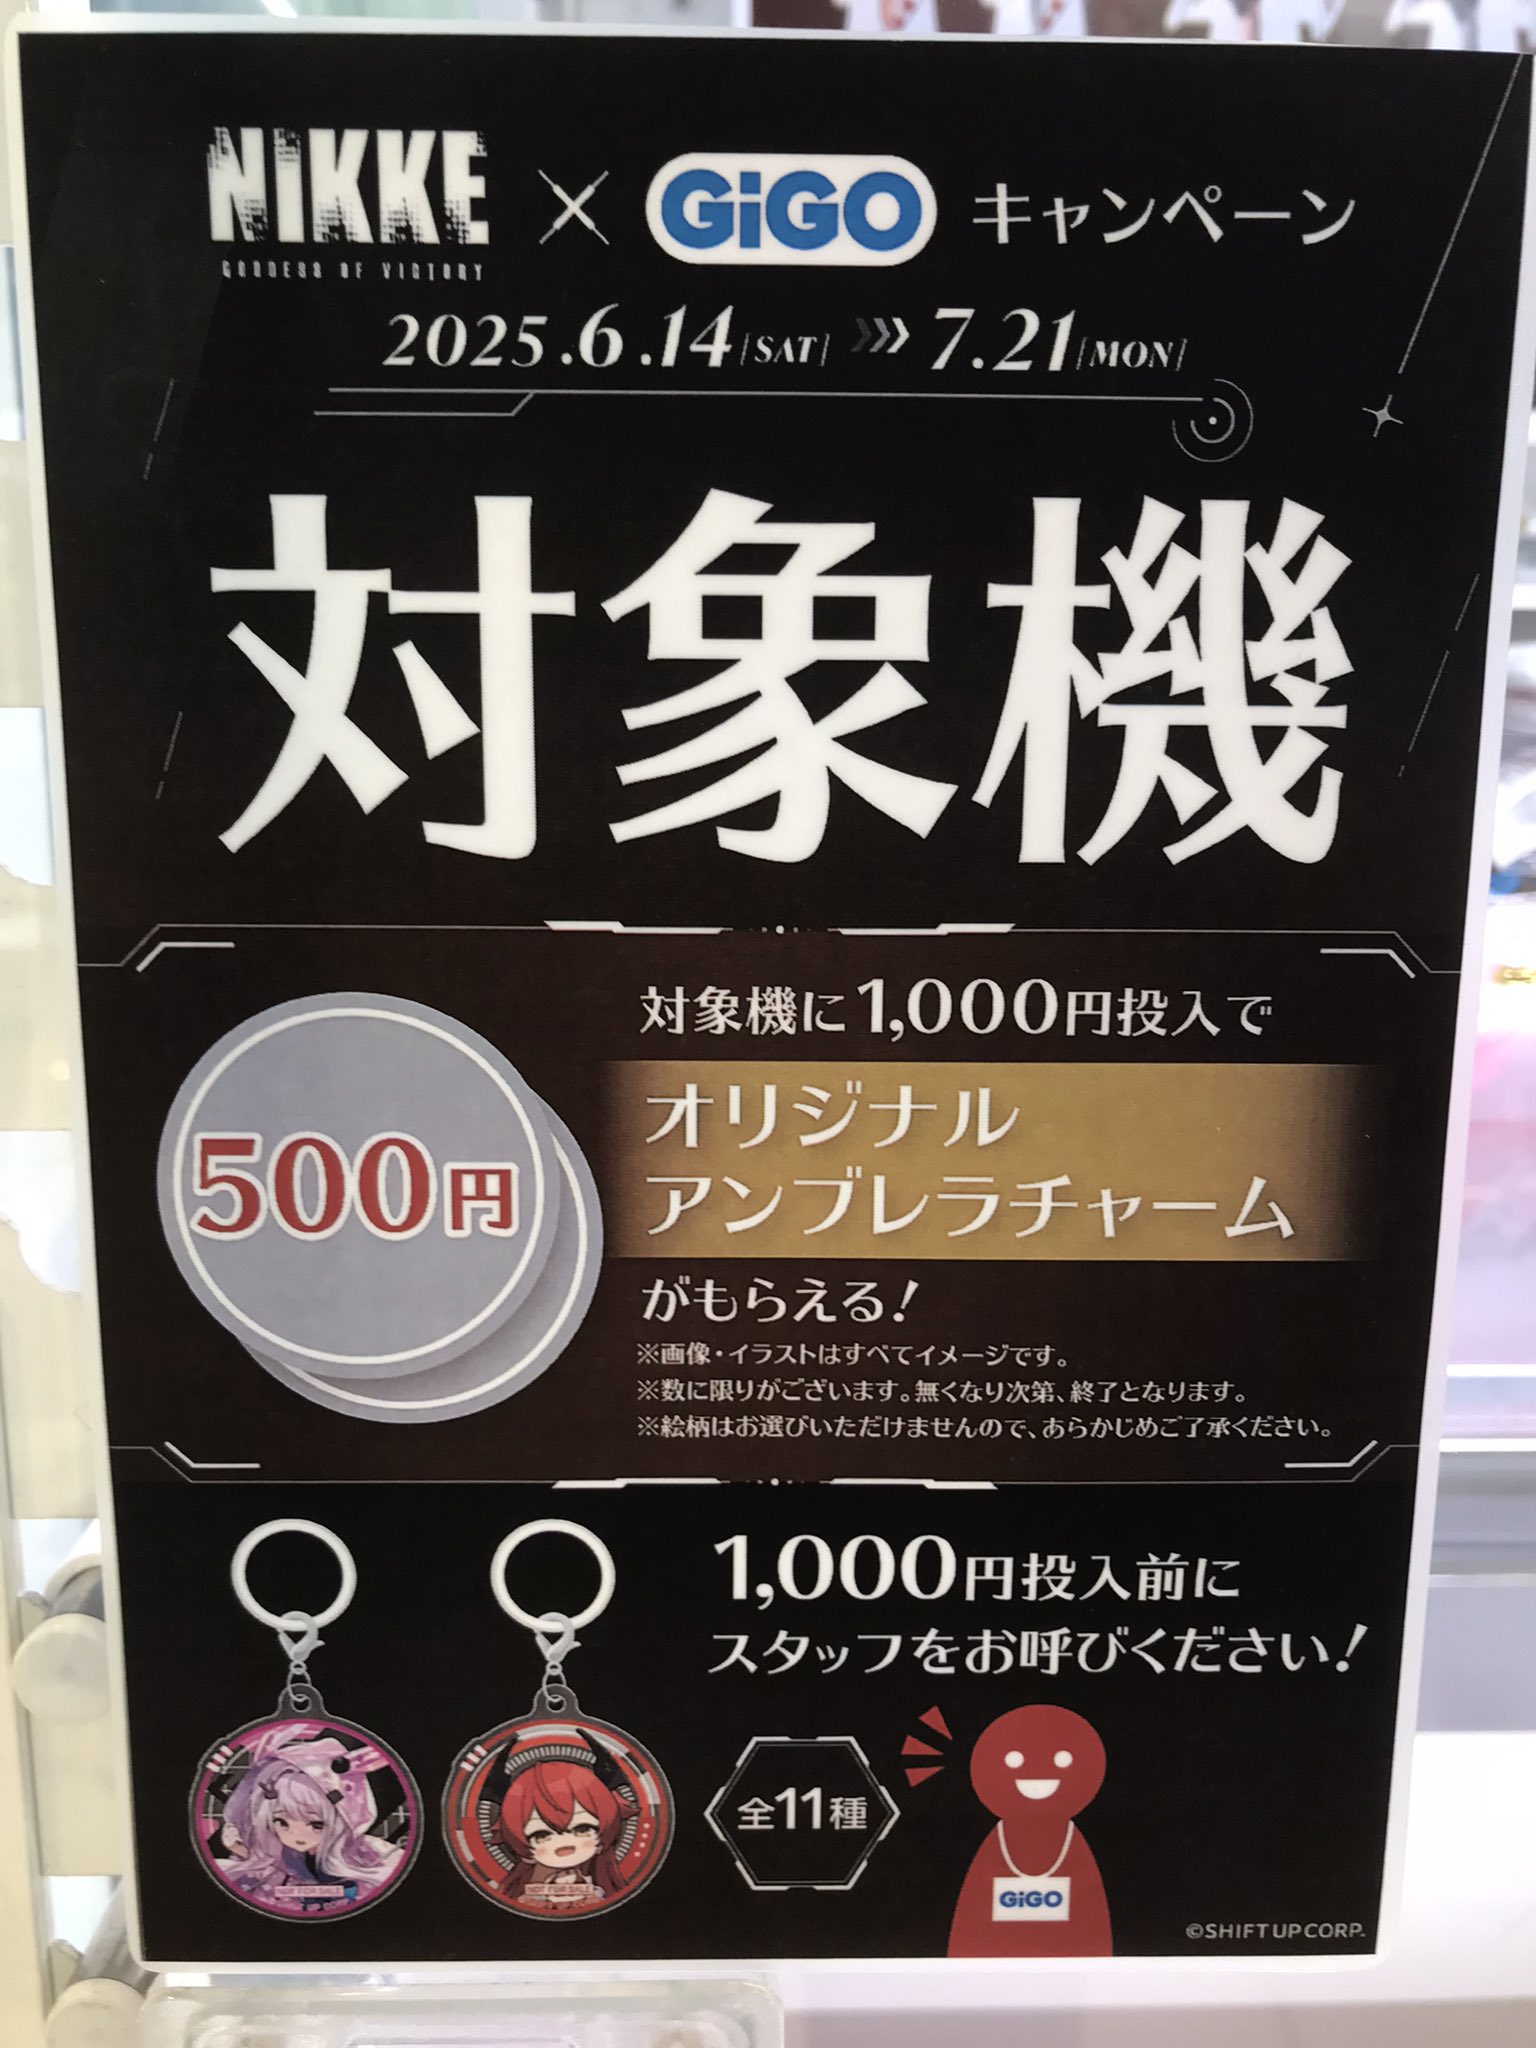 NIKKE × GiGO キャンペーン
GODDESS OF VICTORY
2025.6.14[SAT] 7.21[MON]
対象機
対象機に1,000円投入で
500円
オリジナル
アンブレラチャーム
がもらえる!
※画像・イラストはすべてイメージです。
※数に限りがございます。無くなり次第、終了となります。
※絵柄はお選びいただけませんので、あらかじめご了承ください。
1,000円投入前に
スタッフをお呼びください!
全11種
NOT FOR SALE
NOT FOR SALE
GiGO
©SHIFT UP CORP.